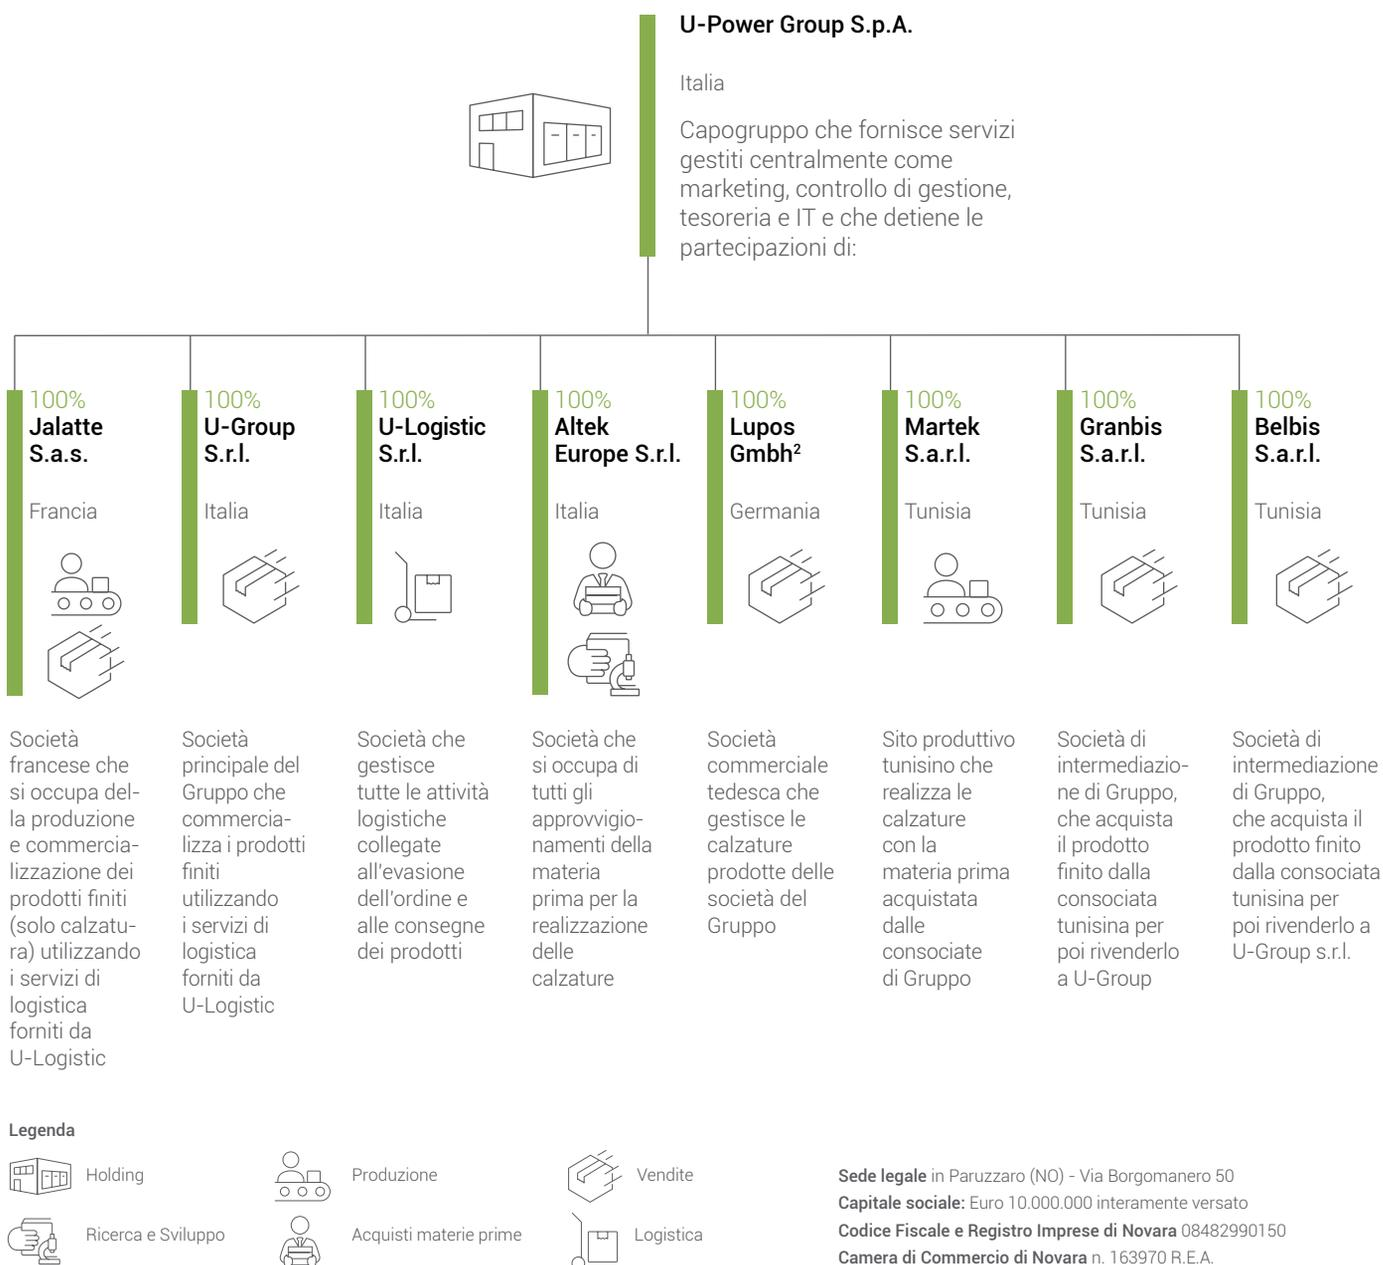 U-Power Group S.p.A.
Italia
Capogruppo che fornisce servizi
gestiti centralmente come
marketing, controllo di gestione,
tesoreria e IT e che detiene le
partecipazioni di:
100%
Jalatte
S.a.s.
Francia
Società
francese che
si occupa del-
la produzione
e commercia-
lizzazione dei
prodotti finiti
(solo calzatu-
ra) utilizzando
i servizi di
logistica
forniti da
U-Logistic
100%
U-Group
S.r.l.
Italia
Società
principale del
Gruppo che
commercia-
lizza i prodotti
finiti
utilizzando
i servizi di
logistica
forniti da
U-Logistic
100%
U-Logistic
S.r.l.
Italia
Società che
gestisce
tutte le attività
logistiche
collegate
all'evasione
dell'ordine e
alle consegne
dei prodotti
100%
Altek
Europe S.r.l.
Italia
Società che
si occupa di
tutti gli
approvvigio-
namenti della
materia
prima per la
realizzazione
delle
calzature
100%
Lupos
Gmbh²
Germania
Società
commerciale
tedesca che
gestisce le
calzature
prodotte delle
società del
Gruppo
100%
Martek
S.a.r.l.
Tunisia
Sito produttivo
tunisino che
realizza le
calzature
con la
materia prima
acquistata
dalle
consociate
di Gruppo
100%
Granbis
S.a.r.l.
Tunisia
Società di
intermediazio-
ne di Gruppo,
che acquista
il prodotto
finito dalla
consociata
tunisina per
poi rivenderlo
a U-Group
100%
Belbis
S.a.r.l.
Tunisia
Società di
intermediazione
di Gruppo,
che acquista il
prodotto finito
dalla consociata
tunisina per
poi rivenderlo a
U-Group s.r.l.
Legenda
Holding
Produzione
Vendite
Ricerca e Sviluppo
Acquisti materie prime
Logistica
Sede legale in Paruzzaro (NO) - Via Borgomanero 50
Capitale sociale: Euro 10.000.000 interamente versato
Codice Fiscale e Registro Imprese di Novara 08482990150
Camera di Commercio di Novara n. 163970 R.E.A.